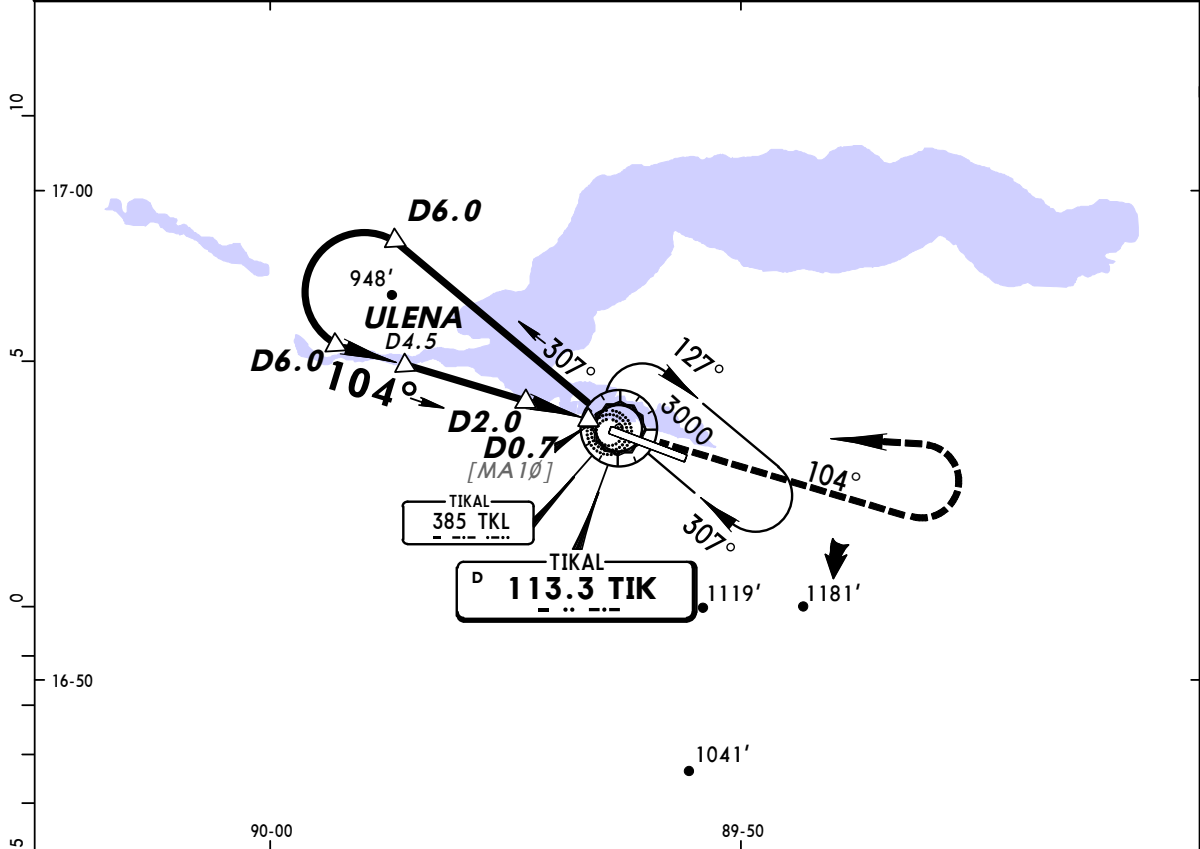 10
17-00
D6.0
948'
ULENA
D4.5
5
D6.0
104°
307°
127°
3000
D2.0
D0.7
[MA10]
104°
TIKAL
385 TKL
307°
TIKAL
D 113.3 TIK
1119'
1181'
0
16-50
1041'
5
90-00
89-50